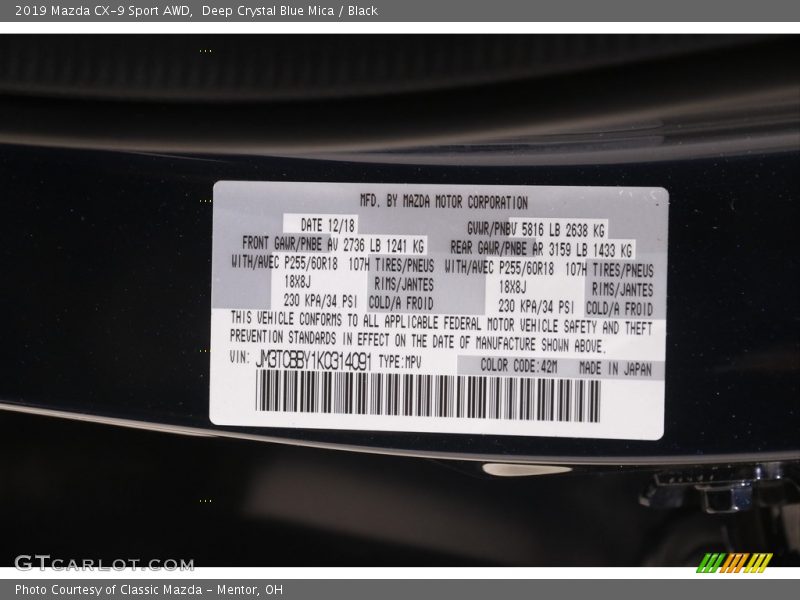 2019 Mazda CX-9 Sport AWD,  Deep Crystal Blue Mica / Black
MFD. BY MAZDA MOTOR CORPORATION
DATE 12/18 GVWR/PNBV 5816 LB 2638 KG
FRONT GAWR/PNBE AV 2736 LB 1241 KG REAR GAWR/PNBE AR 3159 LB 1433 KG
WITH/AVEC P255/60R18 107H TIRES/PNEUS WITH/AVEC P255/60R18 107H TIRES/PNEUS
18X8J RIMS/JANTES 18X8J RIMS/JANTES
230 KPA/34 PSI COLD/A FROID 230 KPA/34 PSI COLD/A FROID
THIS VEHICLE CONFORMS TO ALL APPLICABLE FEDERAL MOTOR VEHICLE SAFETY AND THEFT
PREVENTION STANDARDS IN EFFECT ON THE DATE OF MANUFACTURE SHOWN ABOVE.
VIN: JM3TCBBY1K0314091 TYPE:MPV COLOR CODE:42M MADE IN JAPAN
GTCARLOT.COM
Photo Courtesy of Classic Mazda - Mentor, OH